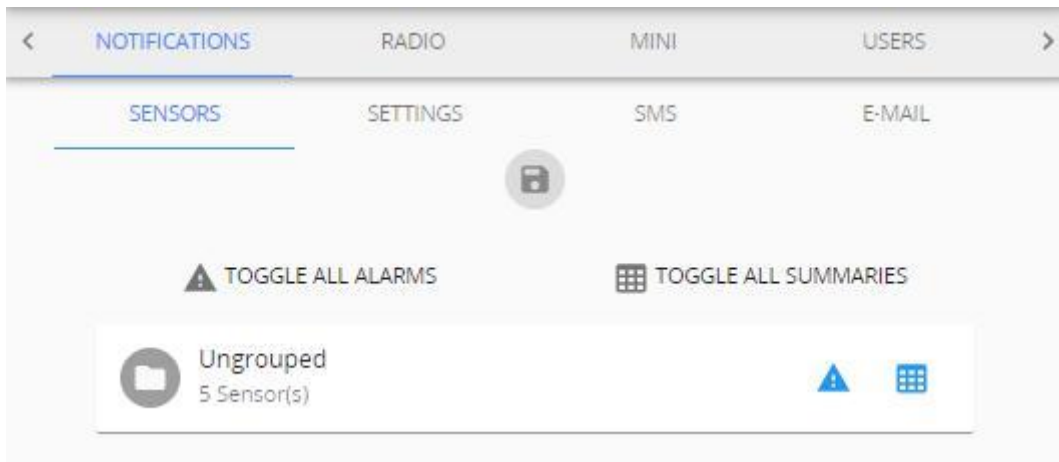 NOTIFICATIONS RADIO MINI USERS
SENSORS SETTINGS SMS E-MAIL
TOGGLE ALL ALARMS TOGGLE ALL SUMMARIES
Ungrouped
5 Sensor(s)